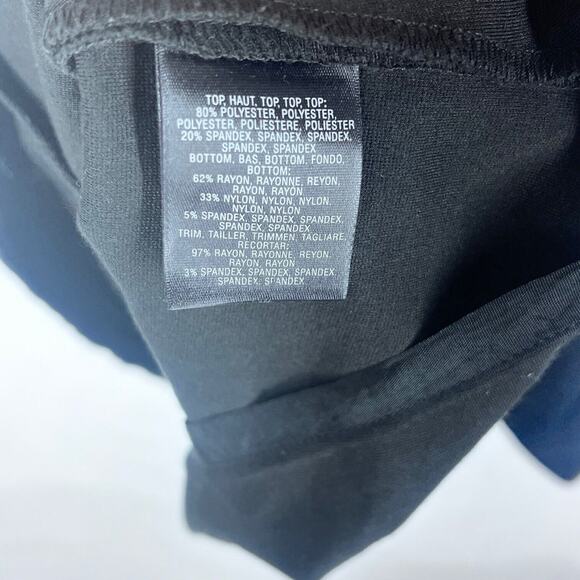 TOP, HAUT, TOP, TOP, TOP:
80% POLYESTER, POLYESTER,
POLYESTER, POLIESTERE, POLIESTER
20% SPANDEX, SPANDEX, SPANDEX,
SPANDEX, SPANDEX
BOTTOM, BAS, BOTTOM, FONDO,
BOTTOM:
62% RAYON, RAYONNE, REYON,
RAYON, RAYON
33% NYLON, NYLON, NYLON,
NYLON, NYLON
5% SPANDEX, SPANDEX, SPANDEX,
SPANDEX, SPANDEX
TRIM, TAILLER, TRIMMEN, TAGLIARE,
RECORTAR:
97% RAYON, RAYONNE, REYON,
RAYON, RAYON
3% SPANDEX, SPANDEX, SPANDEX
SPANDEX, SPANDEX